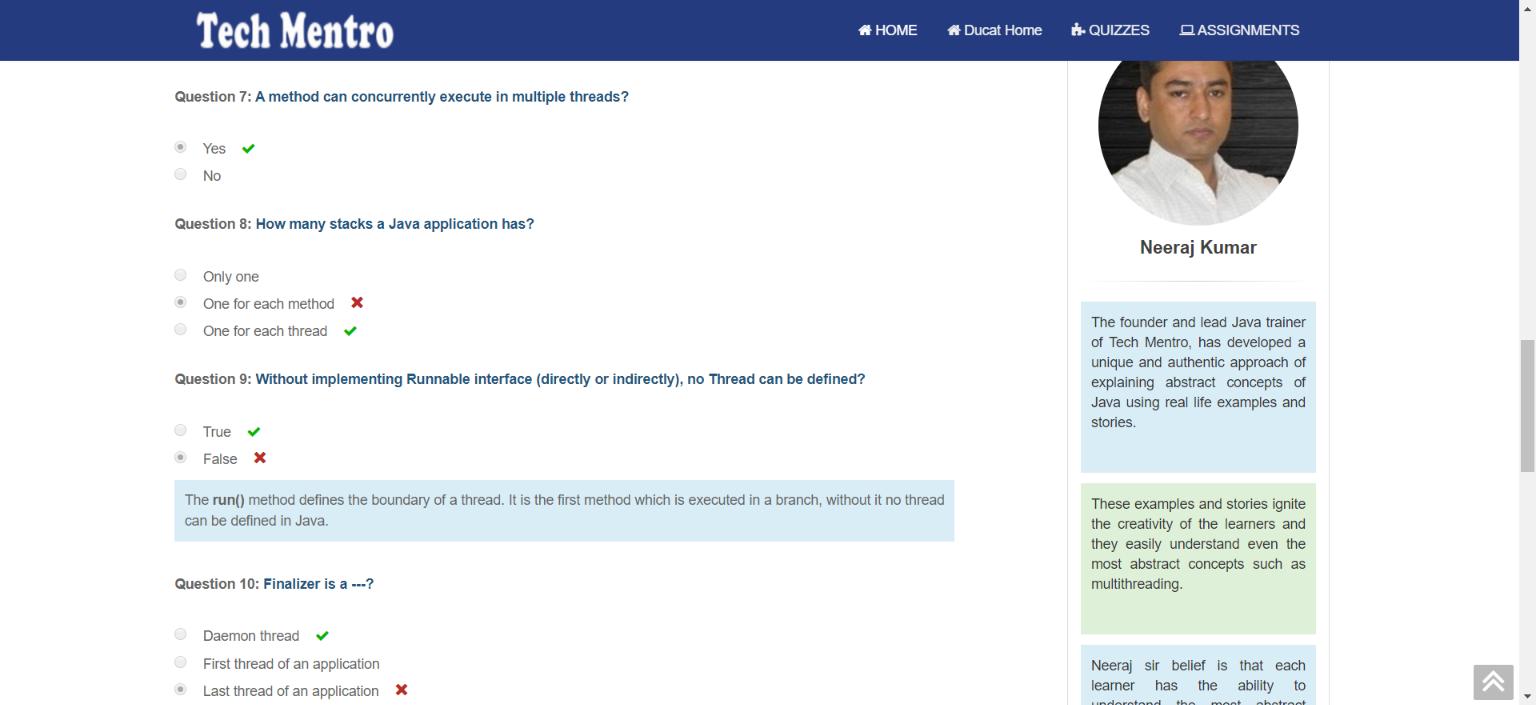 Tech Mentro
HOME
Ducat Home
QUIZZES
ASSIGNMENTS
Question 7: A method can concurrently execute in multiple threads?
Yes
No
Question 8: How many stacks a Java application has?
Only one
One for each method
One for each thread
Question 9: Without implementing Runnable interface (directly or indirectly), no Thread can be defined?
True
False
The run() method defines the boundary of a thread. It is the first method which is executed in a branch, without it no thread
can be defined in Java.
Question 10: Finalizer is a ---?
Daemon thread
First thread of an application
Last thread of an application
Neeraj Kumar
The founder and lead Java trainer
of Tech Mentro, has developed a
unique and authentic approach of
explaining abstract concepts of
Java using real life examples and
stories.
These examples and stories ignite
the creativity of the learners and
they easily understand even the
most abstract concepts such as
multithreading.
Neeraj sir belief is that each
learner has the ability to
understand the most abstract